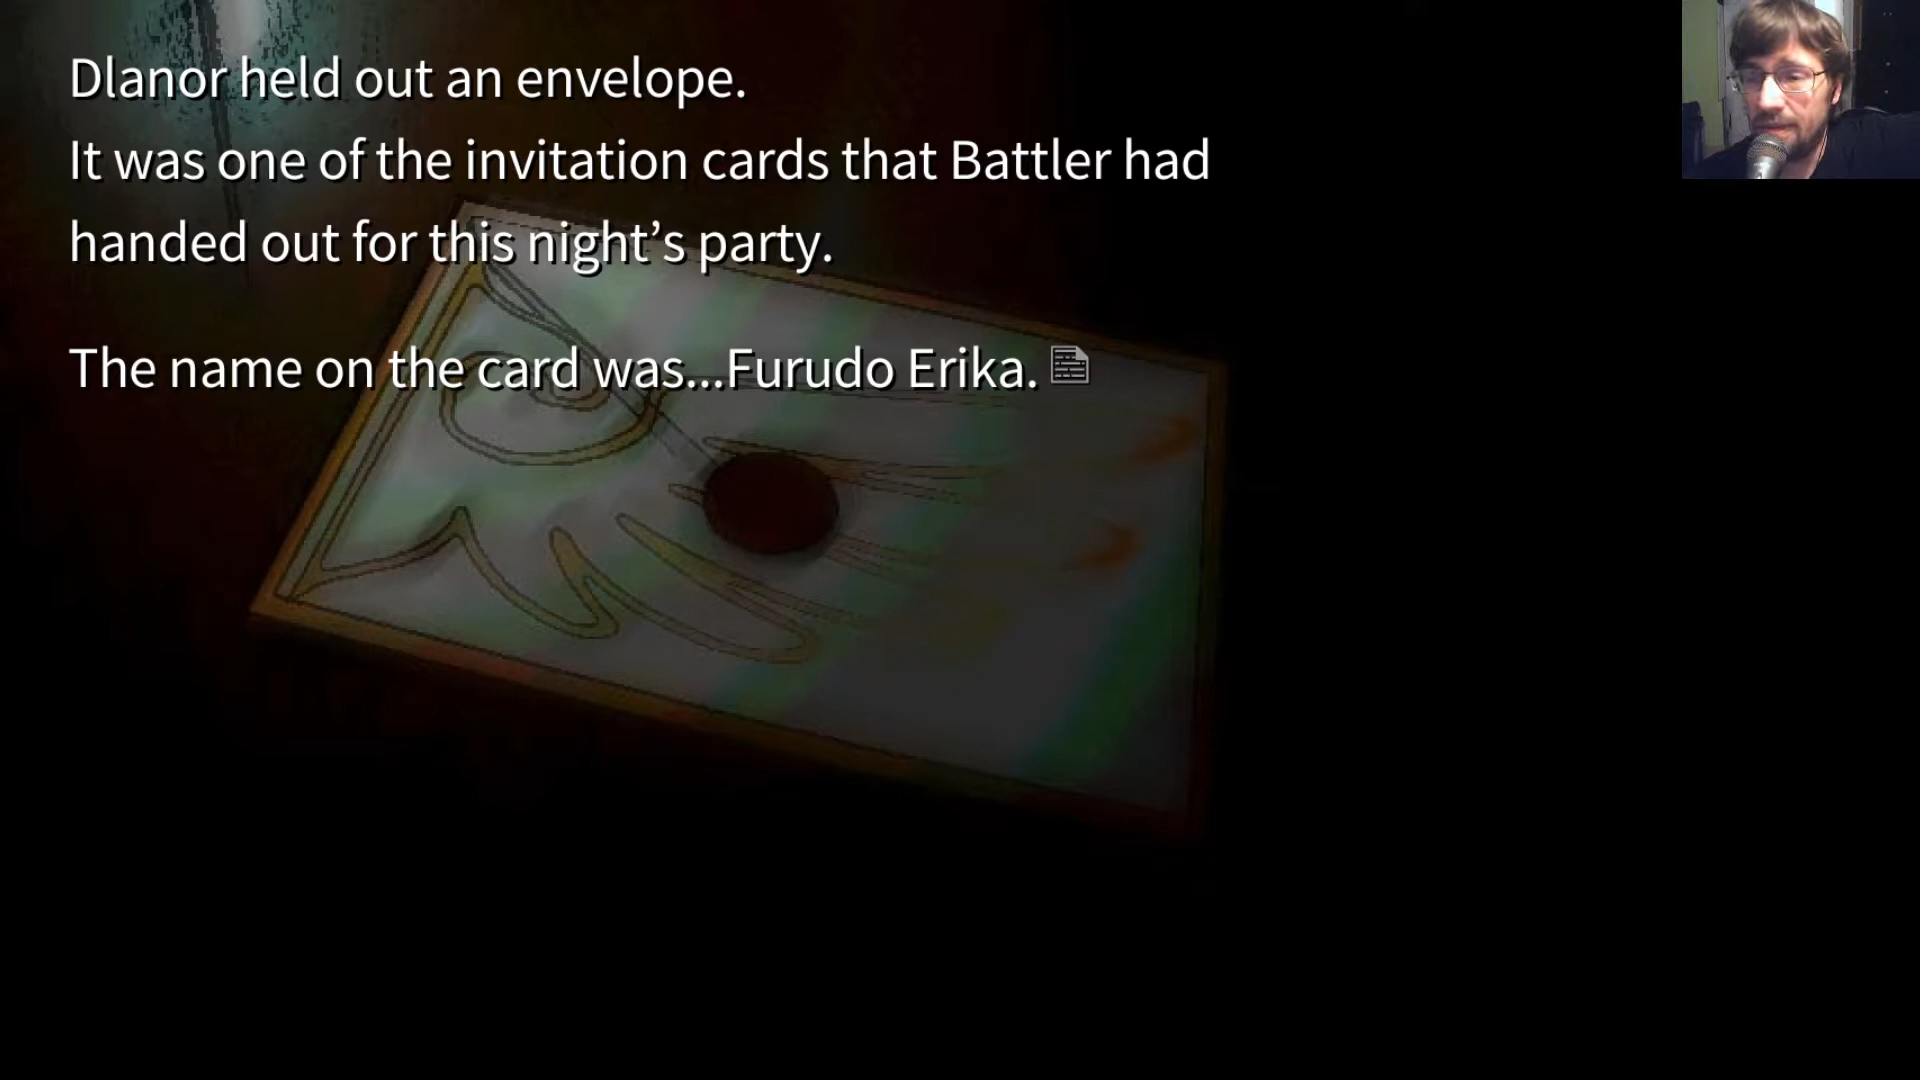 Dlanor held out an envelope.
It was one of the invitation cards that Battler had
handed out for this night’s party.
The name on the card was...Furudo Erika.